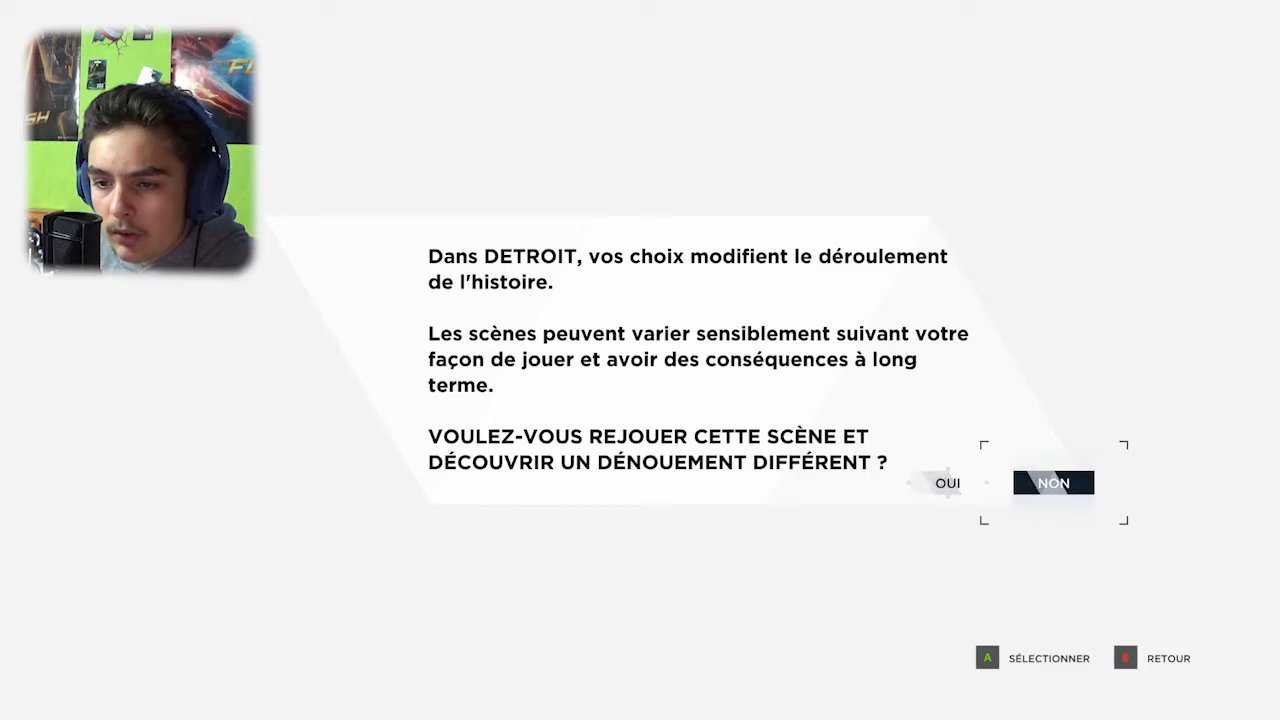 Dans DETROIT, vos choix modifient le déroulement
de l'histoire.
Les scènes peuvent varier sensiblement suivant votre
façon de jouer et avoir des conséquences à long
terme.
VOULEZ-VOUS REJOUER CETTE SCÈNE ET
DÉCOUVRIR UN DÉNOUEMENT DIFFÉRENT ?
OUI NON
A SÉLECTIONNER B RETOUR